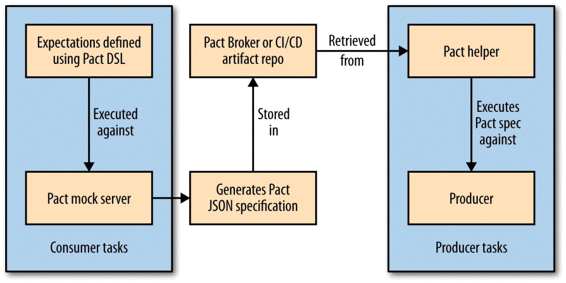 Expectations defined
using Pact DSL
Executed
against
Pact mock server
Consumer tasks
Pact Broker or CI/CD
artifact repo
Stored
in
Generates Pact
JSON specification
Retrieved
from
Pact helper
Executes
Pact spec
against
Producer
Producer tasks